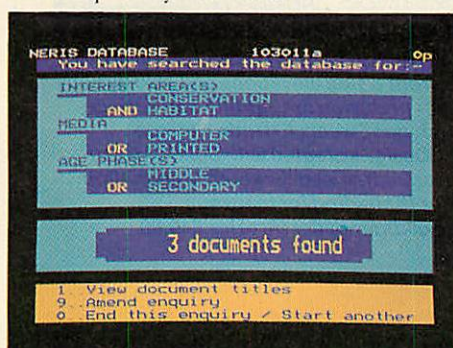 NERIS DATABASE 103011a 0p
You have searched the database for:-
INTEREST AREA(S)
CONSERVATION
AND HABITAT
MEDIA
COMPUTER
OR PRINTED
AGE PHASE(S)
MIDDLE
OR SECONDARY
3 documents found
1. View document titles
9. Amend enquiry
0. End this enquiry / Start another